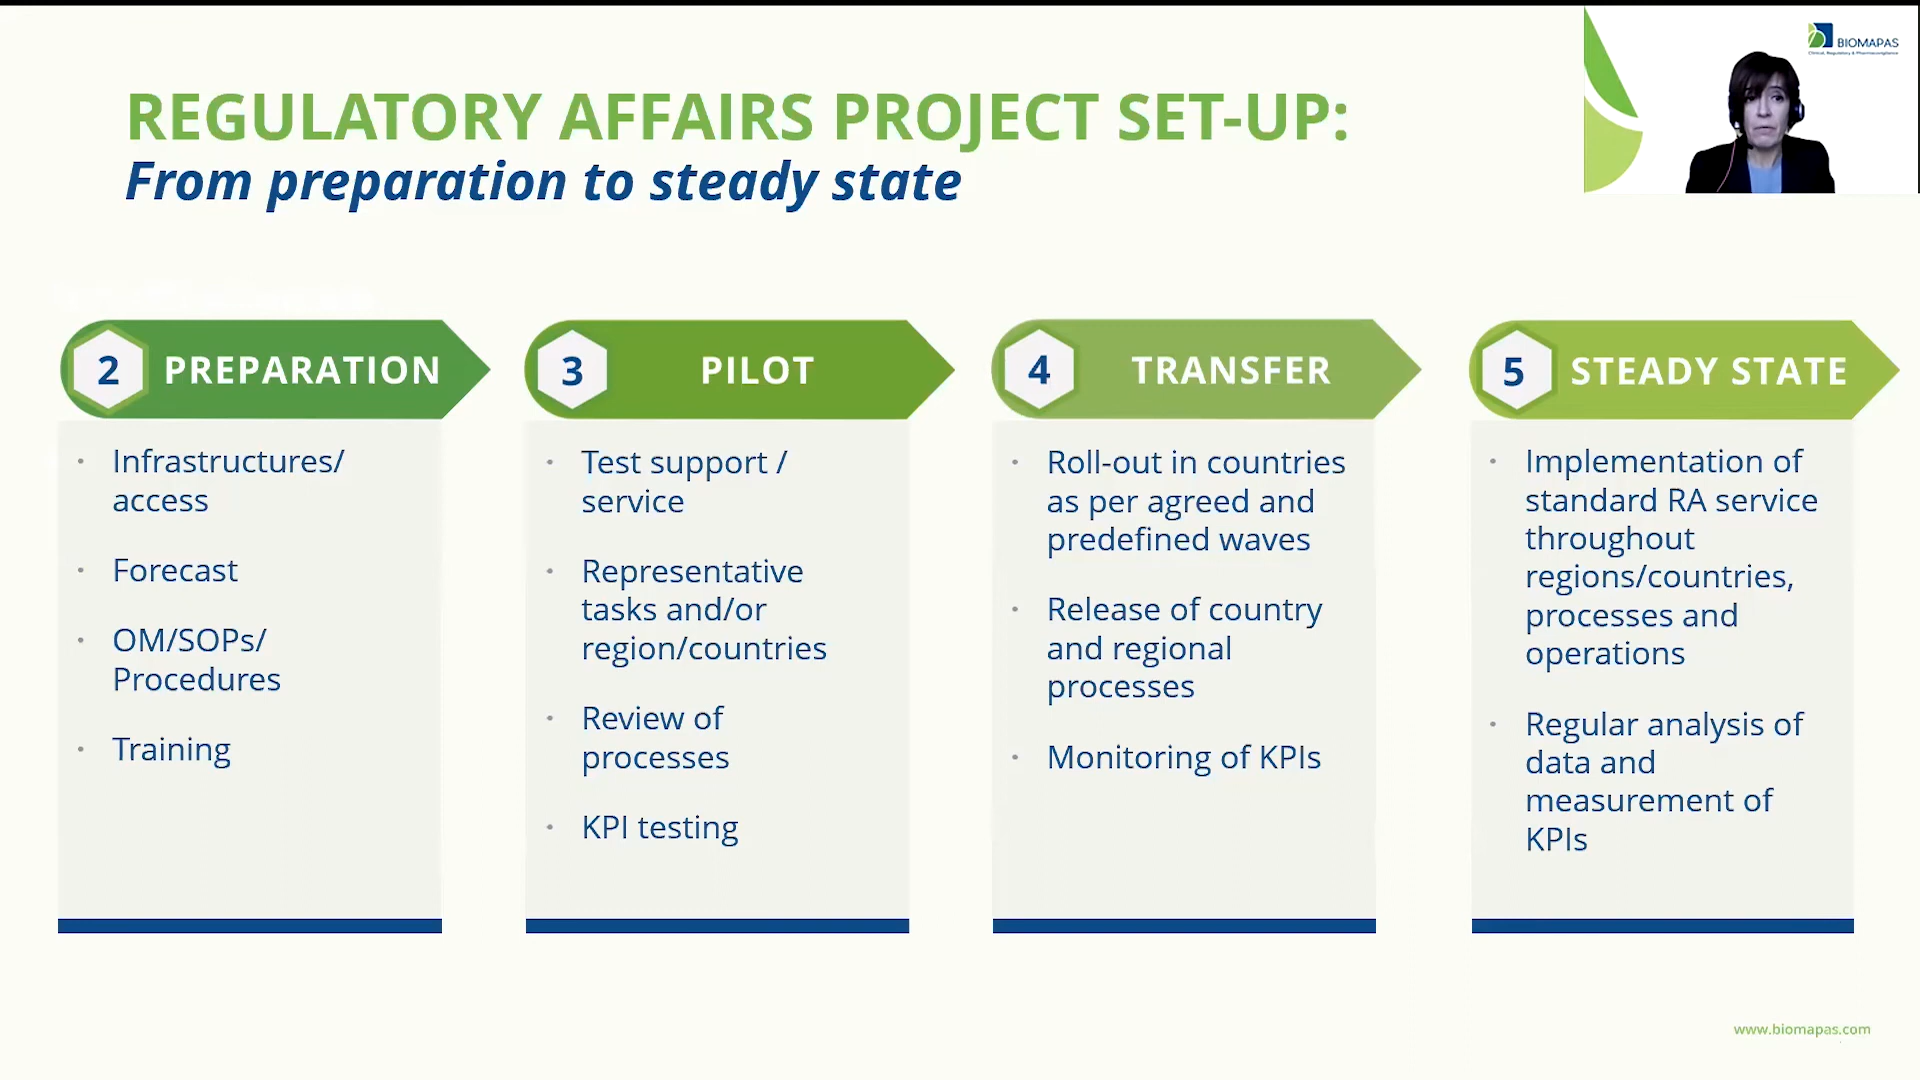 BIOMAPAS
REGULATORY AFFAIRS PROJECT SET-UP:
From preparation to steady state
2 PREPARATION
Infrastructures/
access
Forecast
OM/SOPs/
Procedures
Training
3 PILOT
Test support /
service
Representative
tasks and/or
region/countries
Review of
processes
KPI testing
4 TRANSFER
Roll-out in countries
as per agreed and
predefined waves
Release of country
and regional
processes
Monitoring of KPIs
5 STEADY STATE
Implementation of
standard RA service
throughout
regions/countries,
processes and
operations
Regular analysis of
data and
measurement of
KPIs
www.biomapas.com